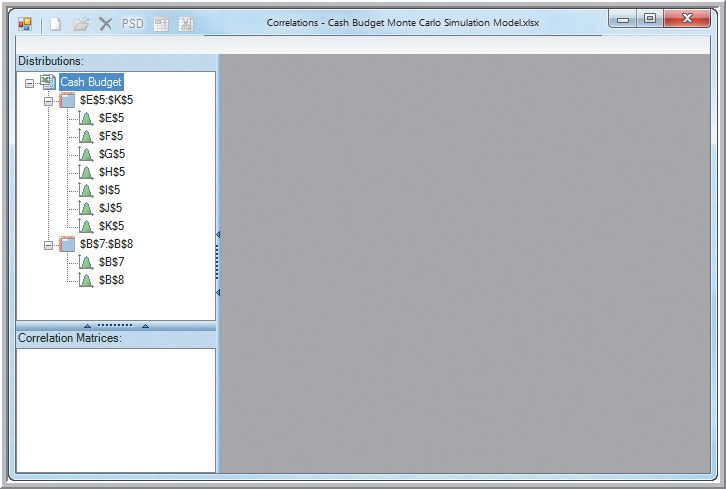 PSD
Correlations - Cash Budget Monte Carlo Simulation Model.xlsx
Distributions:
Cash Budget
$E$5:$K$5
$E$5
$F$5
$G$5
$H$5
$I$5
$J$5
$K$5
$B$7:$B$8
$B$7
$B$8
Correlation Matrices: